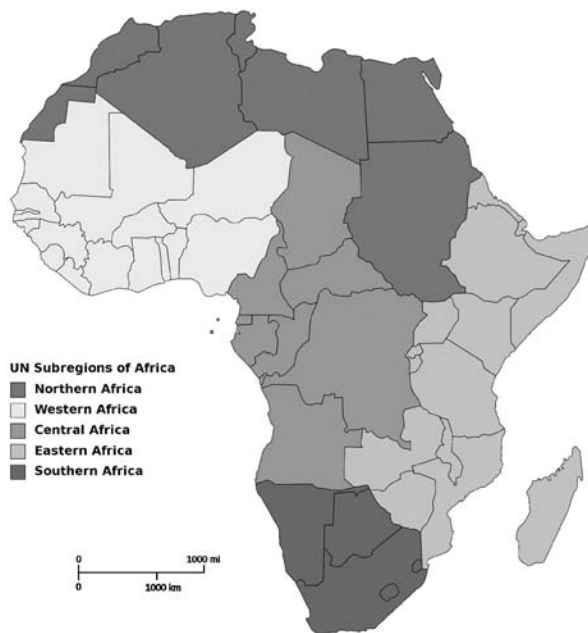 UN Subregions of Africa
Northern Africa
Western Africa
Central Africa
Eastern Africa
Southern Africa
0 1000 mi
0 1000 km